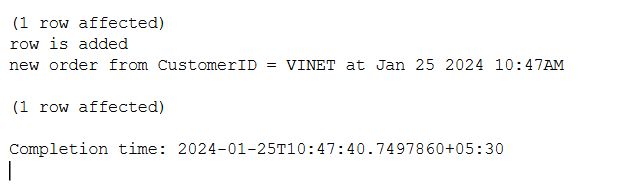 (1 row affected)
row is added
new order from CustomerID = VINET at Jan 25 2024 10:47AM
(1 row affected)
Completion time: 2024-01-25T10:47:40.7497860+05:30